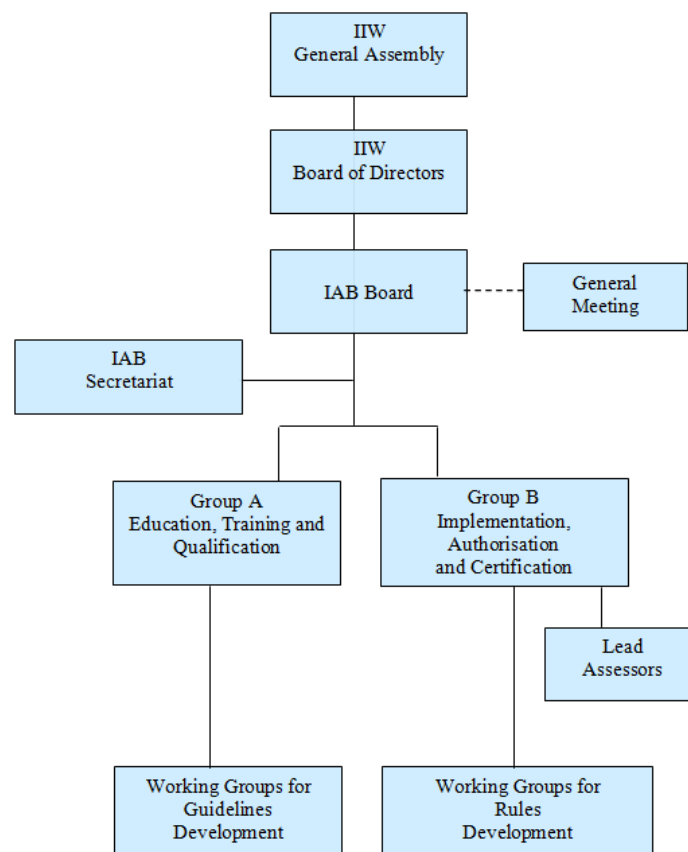 IIW
General Assembly
IIW
Board of Directors
IAB Board
General
Meeting
IAB
Secretariat
Group A
Education, Training and
Qualification
Group B
Implementation,
Authorisation
and Certification
Lead
Assessors
Working Groups for
Guidelines
Development
Working Groups for
Rules
Development